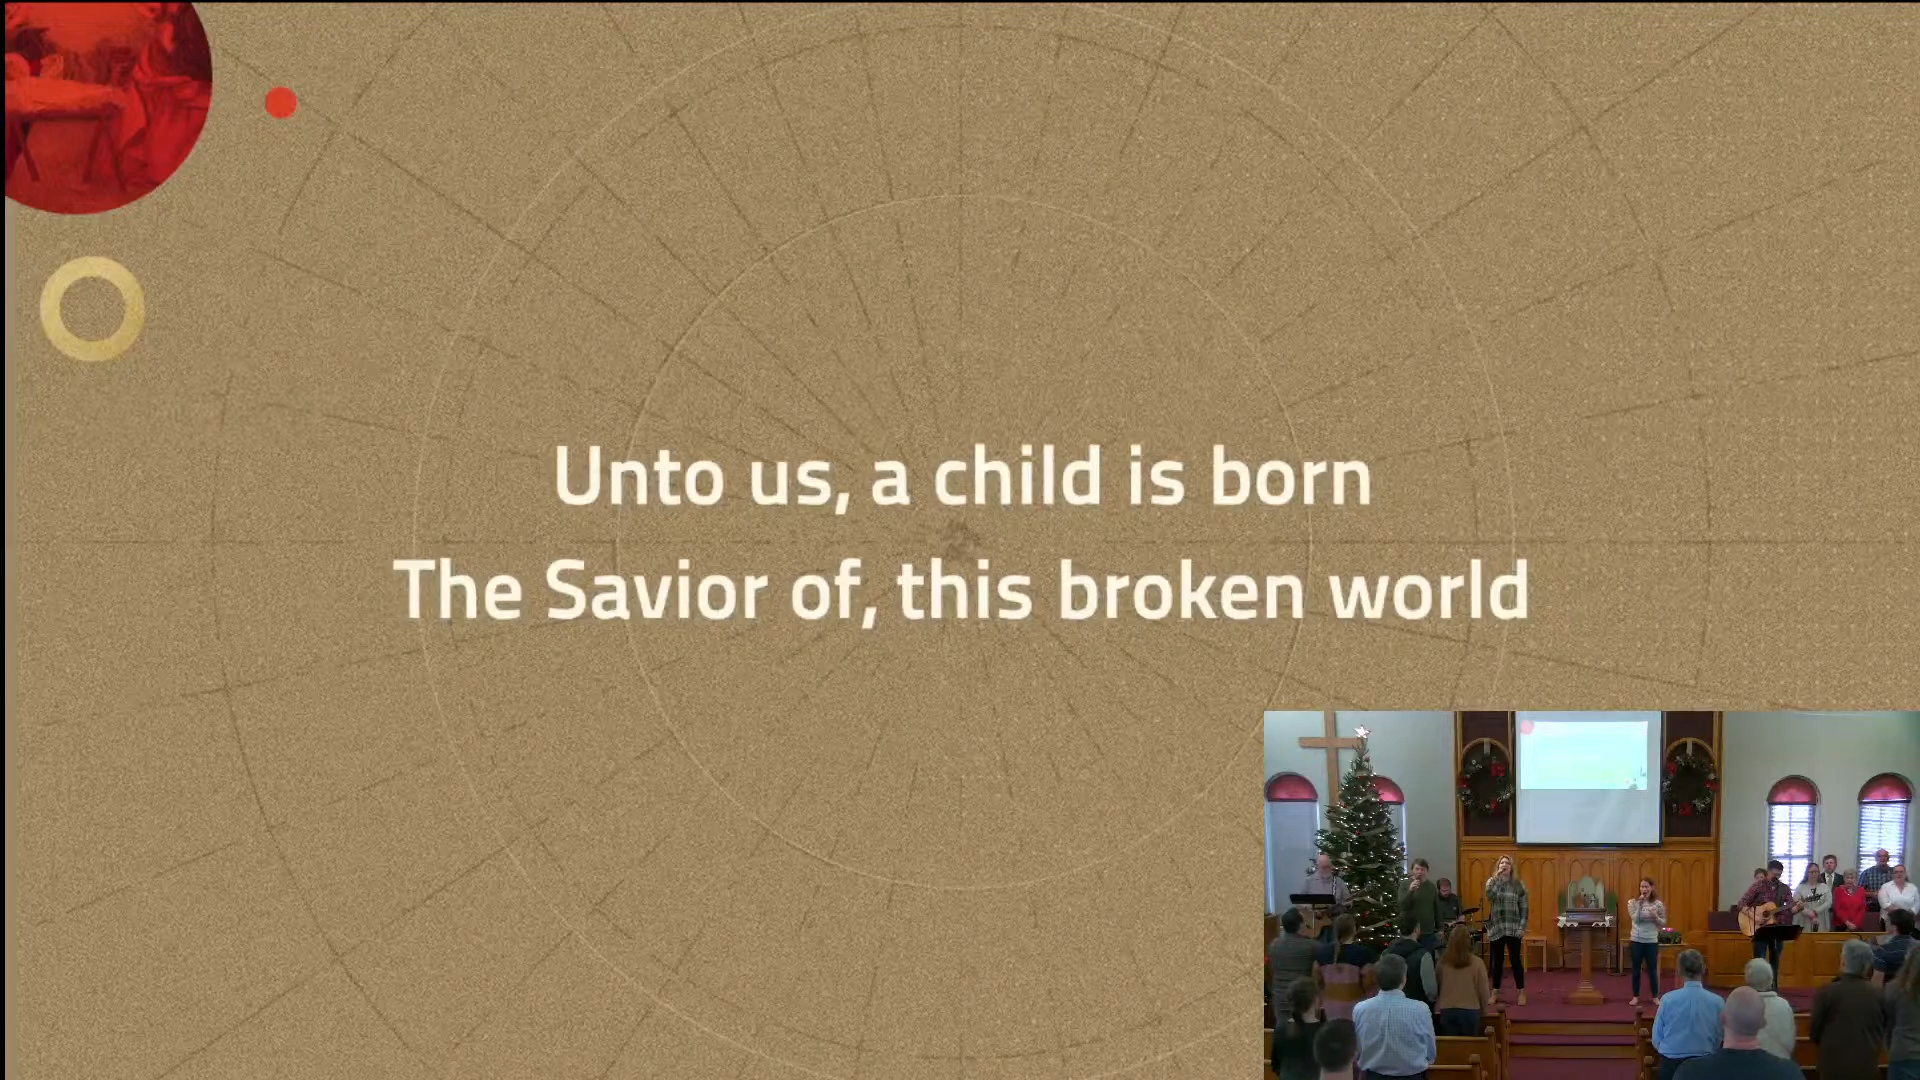 Unto us, a child is born
The Savior of, this broken world